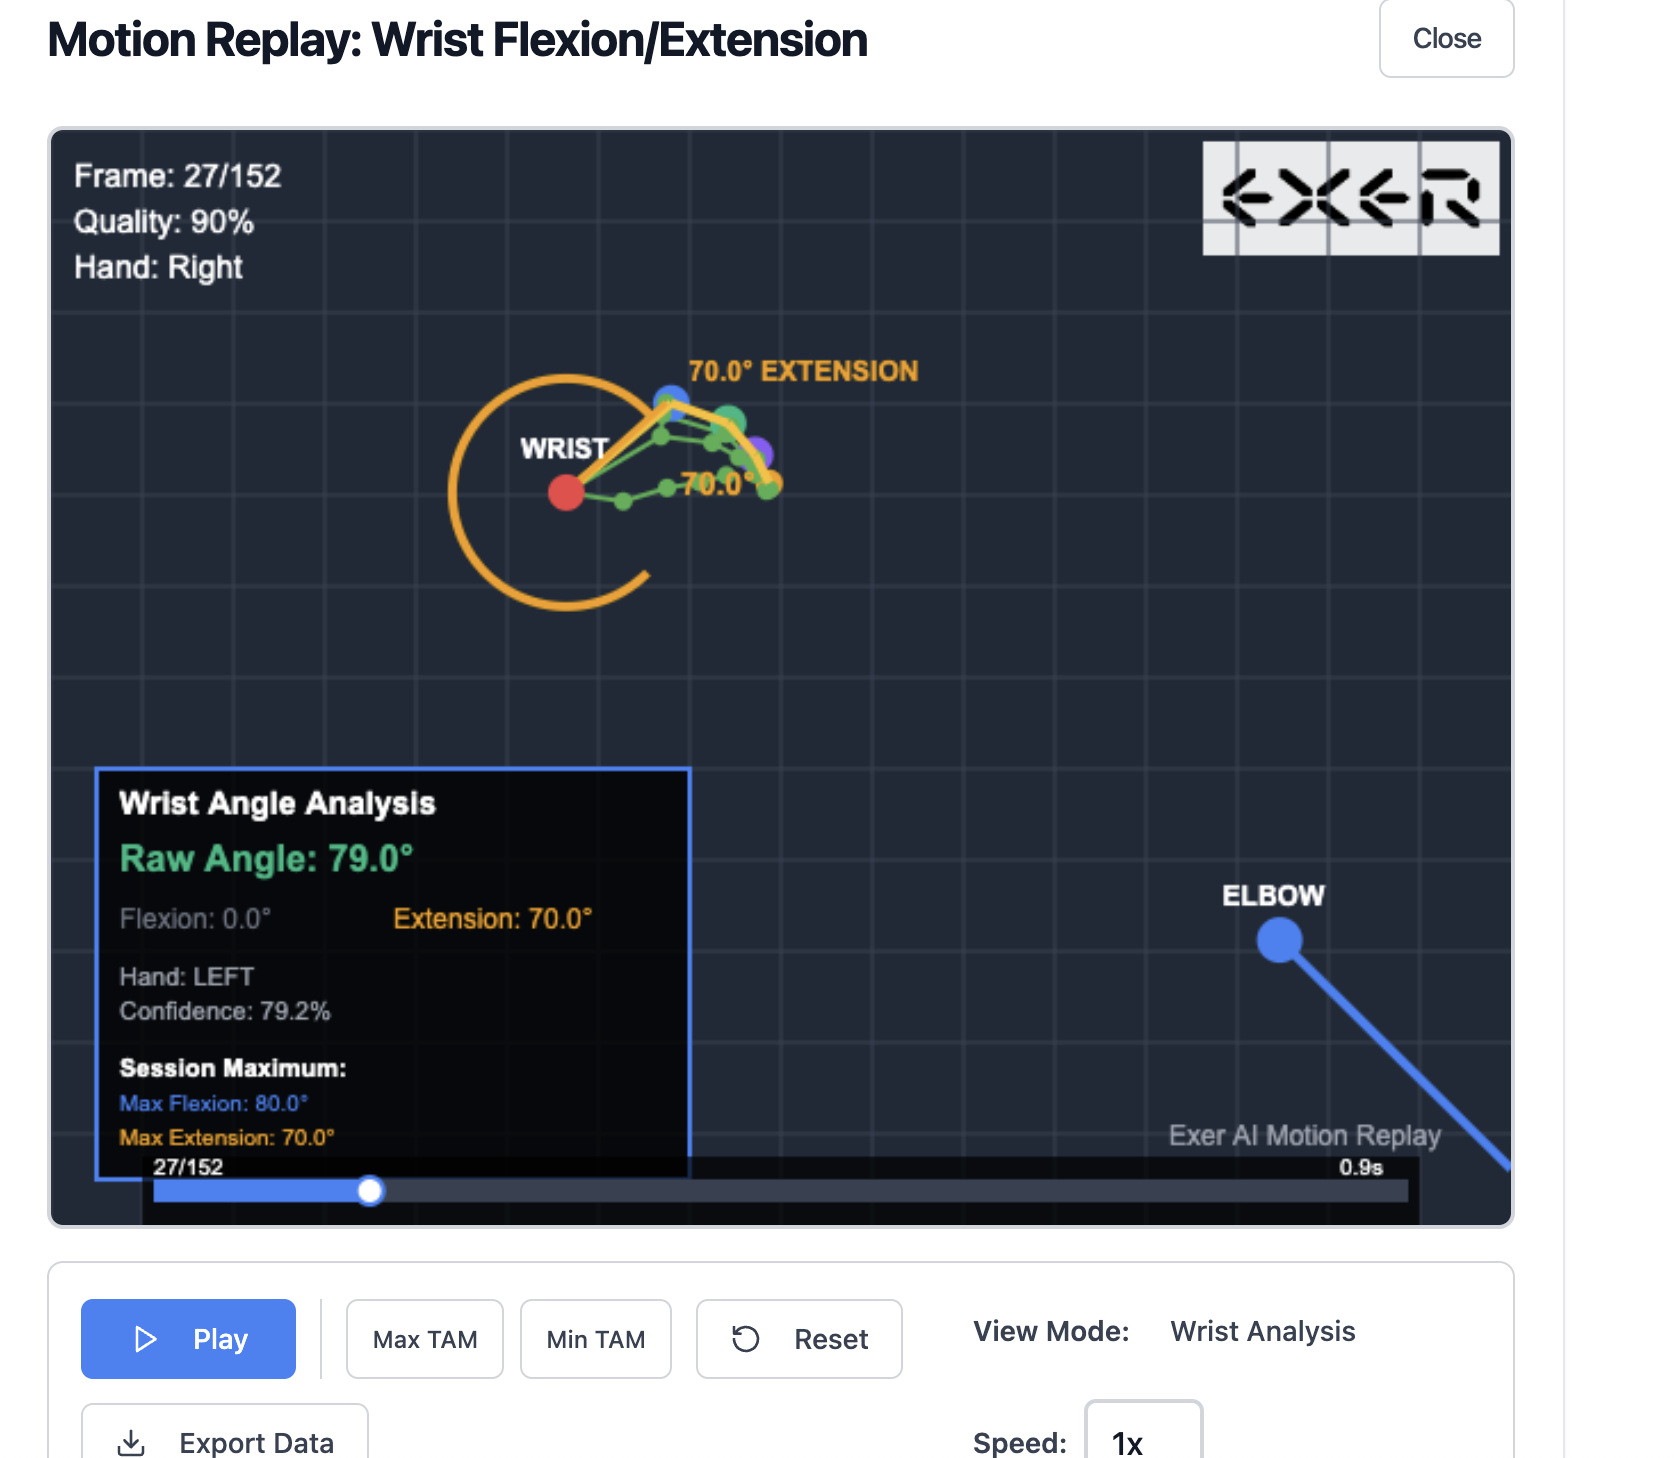 Motion Replay: Wrist Flexion/Extension
Close
Frame: 27/152
Quality: 90%
Hand: Right
EXER
70.0° EXTENSION
WRIST
70.0°
Wrist Angle Analysis
Raw Angle: 79.0°
Flexion: 0.0° Extension: 70.0°
Hand: LEFT
Confidence: 79.2%
Session Maximum:
Max Flexion: 80.0°
Max Extension: 70.0°
ELBOW
Exer AI Motion Replay
27/152 0.9s
Play Max TAM Min TAM Reset View Mode: Wrist Analysis
Export Data Speed: 1x